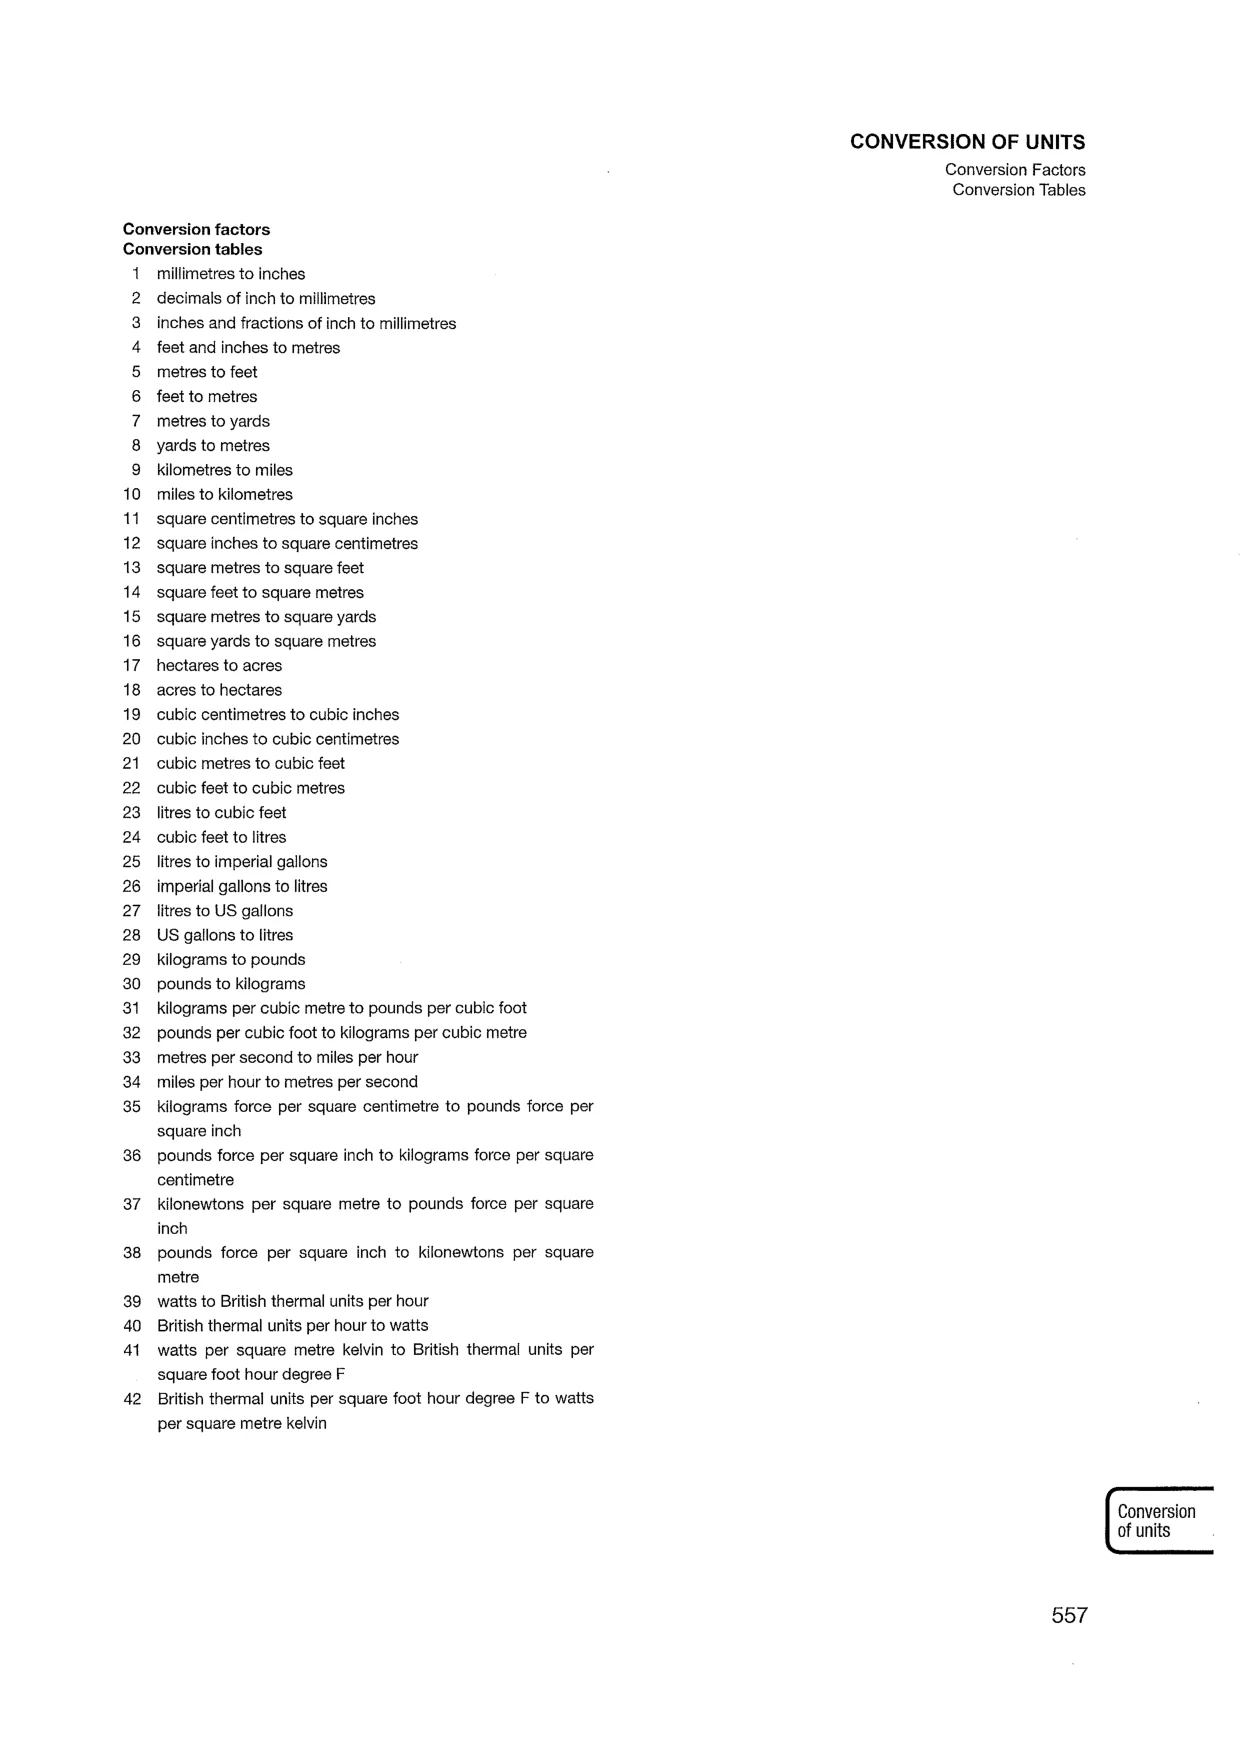 CONVERSION OF UNITS
Conversion Factors
Conversion Tables
Conversion factors
Conversion tables
1 millimetres to inches
2 decimals of inch to millimetres
3 inches and fractions of inch to millimetres
4 feet and inches to metres
5 metres to feet
6 feet to metres
7 metres to yards
8 yards to metres
9 kilometres to miles
10 miles to kilometres
11 square centimetres to square inches
12 square inches to square centimetres
13 square metres to square feet
14 square feet to square metres
15 square metres to square yards
16 square yards to square metres
17 hectares to acres
18 acres to hectares
19 cubic centimetres to cubic inches
20 cubic inches to cubic centimetres
21 cubic metres to cubic feet
22 cubic feet to cubic metres
23 litres to cubic feet
24 cubic feet to litres
25 litres to imperial gallons
26 imperial gallons to litres
27 litres to US gallons
28 US gallons to litres
29 kilograms to pounds
30 pounds to kilograms
31 kilograms per cubic metre to pounds per cubic foot
32 pounds per cubic foot to kilograms per cubic metre
33 metres per second to miles per hour
34 miles per hour to metres per second
35 kilograms force per square centimetre to pounds force per
square inch
36 pounds force per square inch to kilograms force per square
centimetre
37 kilonewtons per square metre to pounds force per square
inch
38 pounds force per square inch to kilonewtons per square
metre
39 watts to British thermal units per hour
40 British thermal units per hour to watts
41 watts per square metre kelvin to British thermal units per
square foot hour degree F
42 British thermal units per square foot hour degree F to watts
per square metre kelvin
Conversion
of units
557